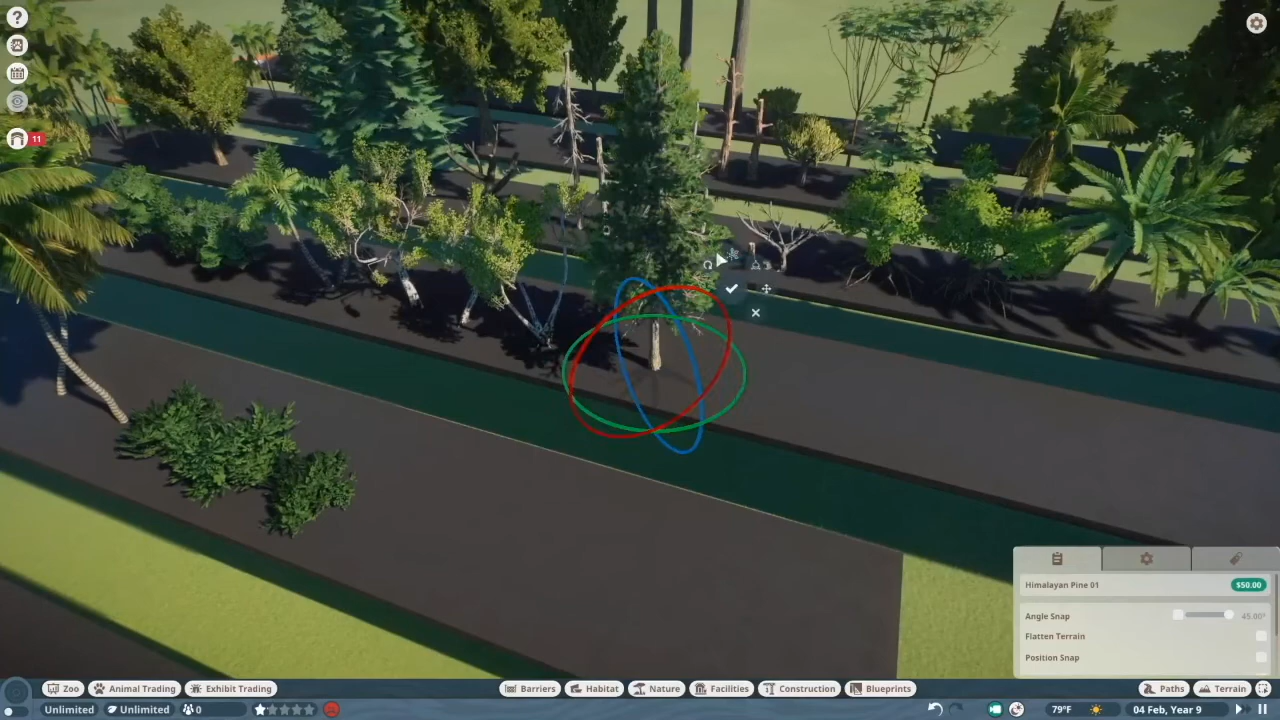 ?
11
Himalayan Pine 01
$50.00
Angle Snap
45.00°
Flatten Terrain
Position Snap
Zoo
Animal Trading
Exhibit Trading
Barriers
Habitat
Nature
Facilities
Construction
Blueprints
Paths
Terrain
Unlimited
Unlimited
0
79°F
04 Feb, Year 9